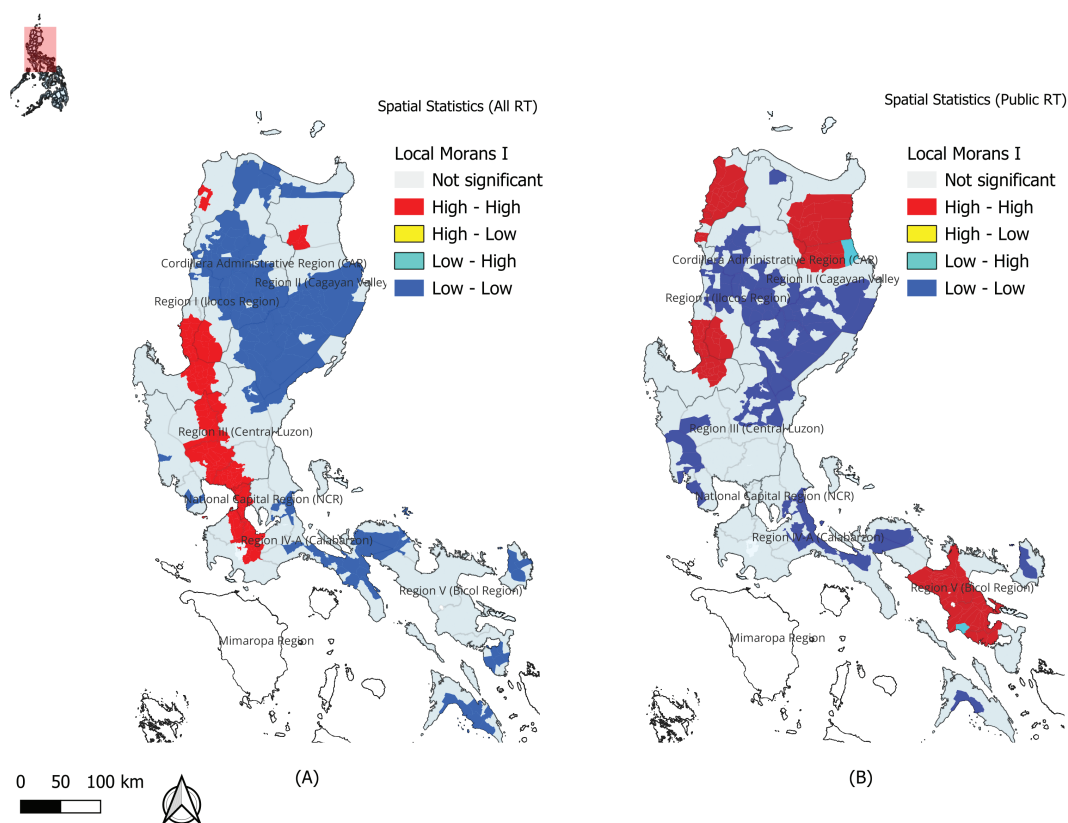 Spatial Statistics (All RT)
Local Morans I
Not significant
High - High
High - Low
Low - High
Low - Low
Cordillera Administrative Region (CAR)
Region II (Cagayan Valley
Region I (Ilocos Region)
Region III (Central Luzon)
National Capital Region (NCR)
Region IV-A (Calabarzon)
Region V (Bicol Region)
Mimaropa Region
(A)
Spatial Statistics (Public RT)
Local Morans I
Not significant
High - High
High - Low
Low - High
Low - Low
Cordillera Administrative Region (CAR)
Region II (Cagayan Valley
Region I (Ilocos Region)
Region III (Central Luzon)
National Capital Region (NCR)
Region IV-A (Calabarzon)
Region V (Bicol Region)
Mimaropa Region
(B)
0 50 100 km